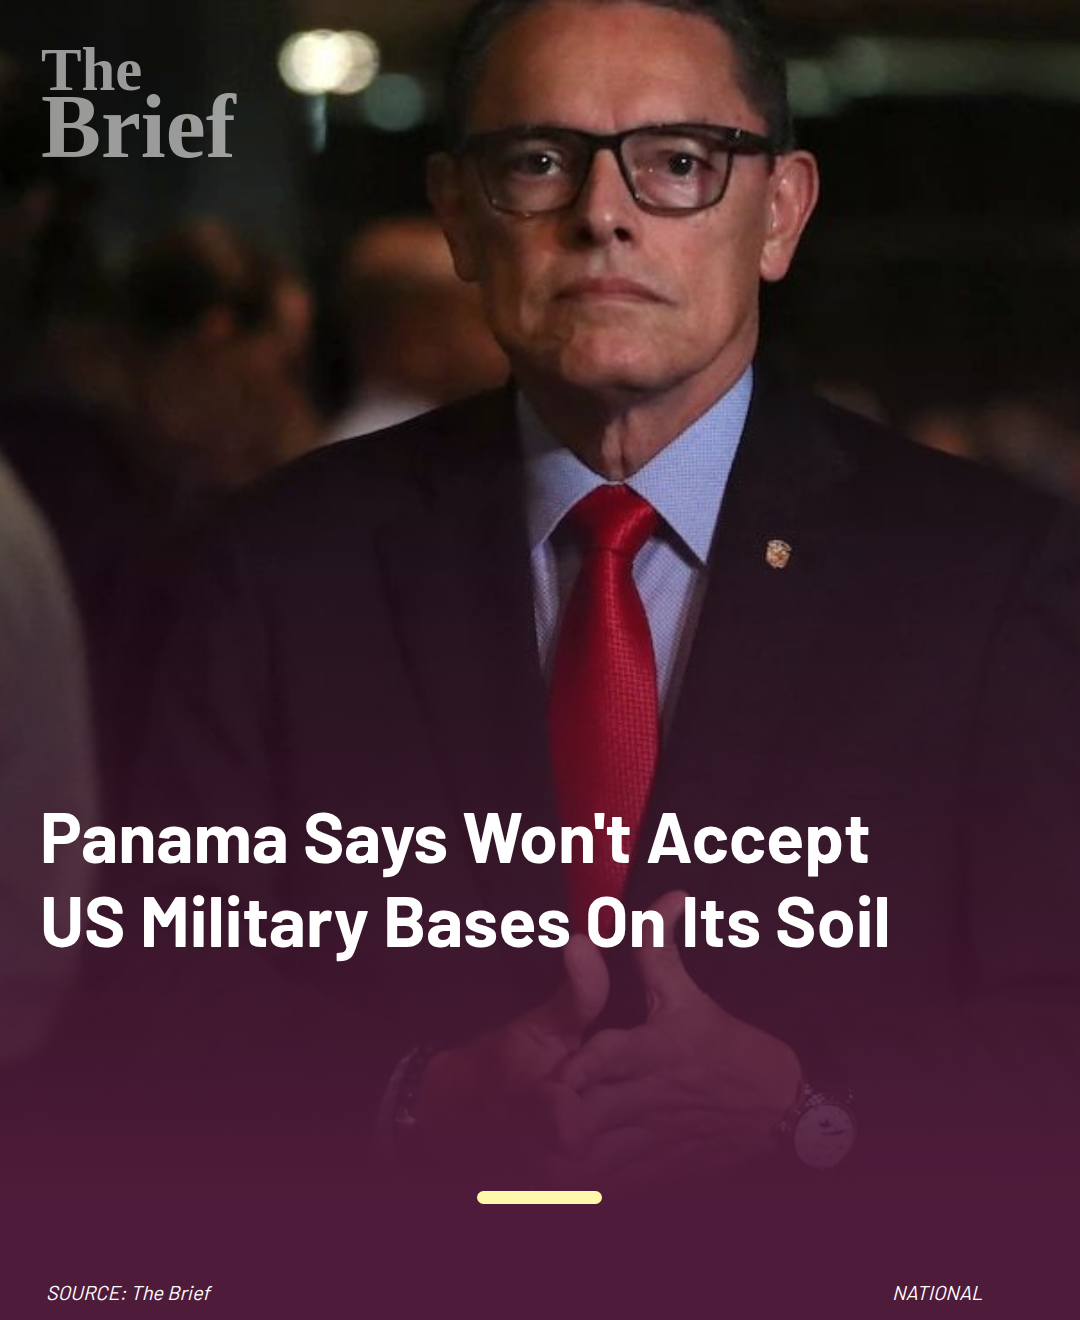 The
Brief
Panama Says Won't Accept
US Military Bases On Its Soil
SOURCE: The Brief
NATIONAL